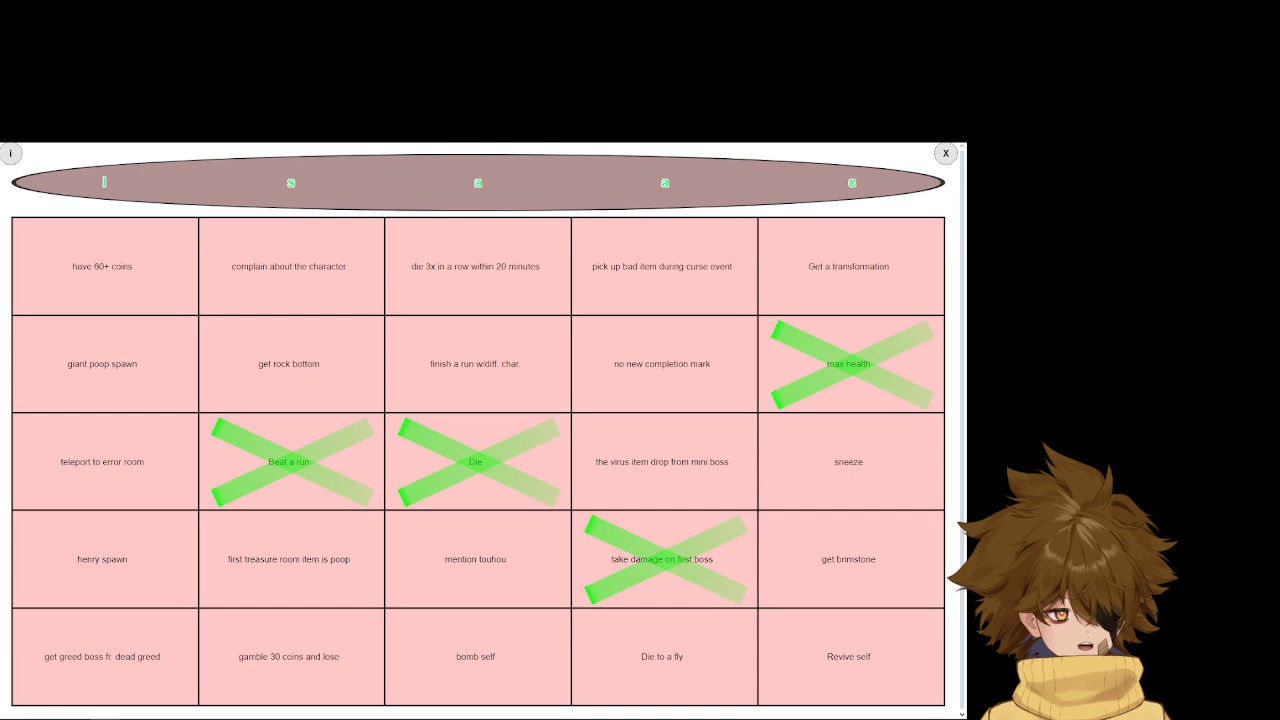 i
X
I s a a c
have 60+ coins
complain about the character
die 3x in a row within 20 minutes
pick up bad item during curse event
Get a transformation
giant poop spawn
get rock bottom
finish a run w/diff. char.
no new completion mark
max health
teleport to error room
Beat a run
Die
the virus item drop from mini boss
sneeze
henry spawn
first treasure room item is poop
mention touhou
take damage on first boss
get brimstone
get greed boss fr. dead greed
gamble 30 coins and lose
bomb self
Die to a fly
Revive self